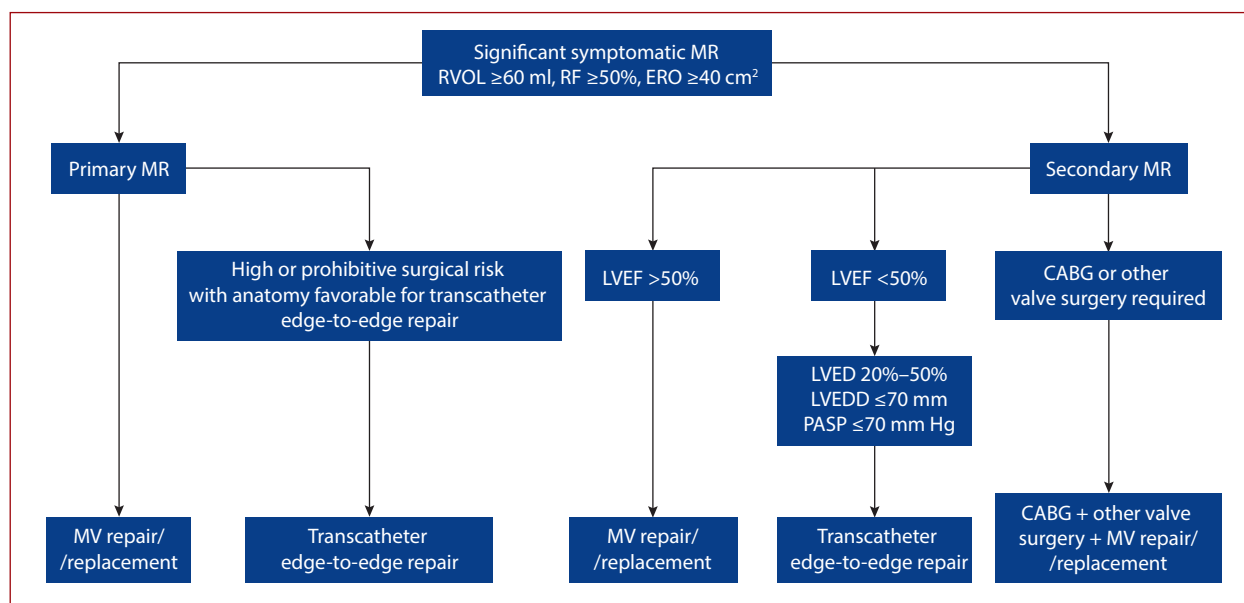 Significant symptomatic MR
RVOL ≥60 ml, RF ≥50%, ERO ≥40 cm²
Primary MR
Secondary MR
High or prohibitive surgical risk
with anatomy favorable for transcatheter
edge-to-edge repair
LVEF >50%
LVEF <50%
CABG or other
valve surgery required
LVED 20%–50%
LVEDD ≤70 mm
PASP ≤70 mm Hg
MV repair/
/replacement
Transcatheter
edge-to-edge repair
MV repair/
/replacement
Transcatheter
edge-to-edge repair
CABG + other valve
surgery + MV repair/
/replacement